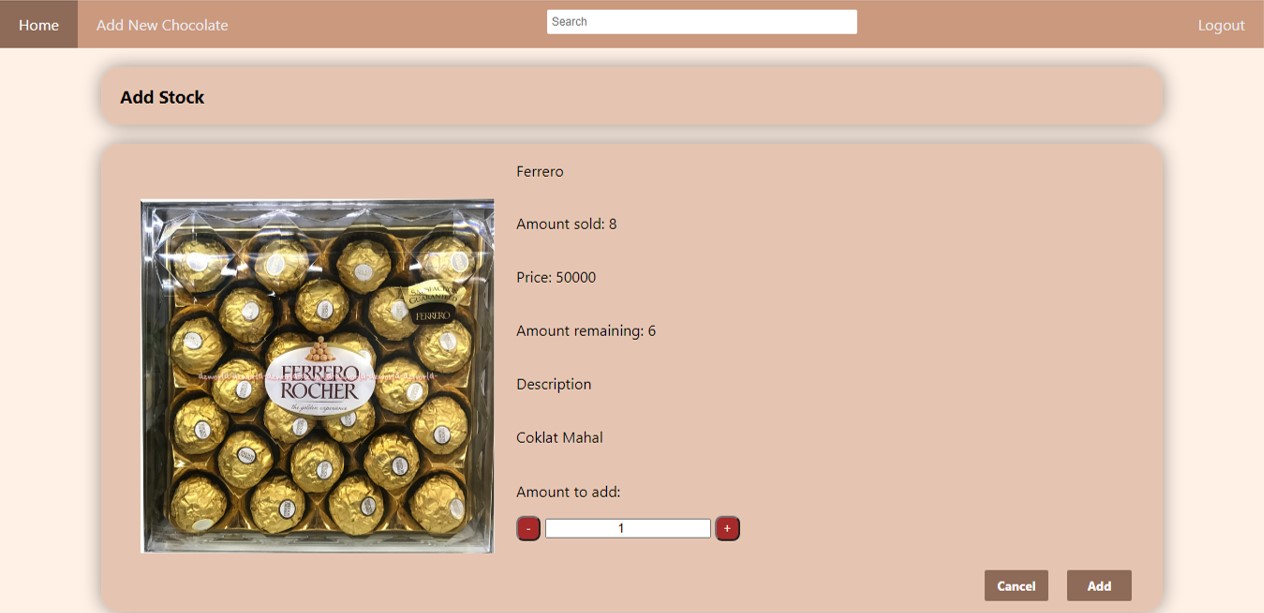 Home
Add New Chocolate
Search
Logout
Add Stock
Ferrero
Amount sold: 8
Price: 50000
Amount remaining: 6
Description
Coklat Mahal
Amount to add:
- 1 +
Cancel
Add
GUARANTEED
FERRERO
FERRERO
ROCHER
the golden experience